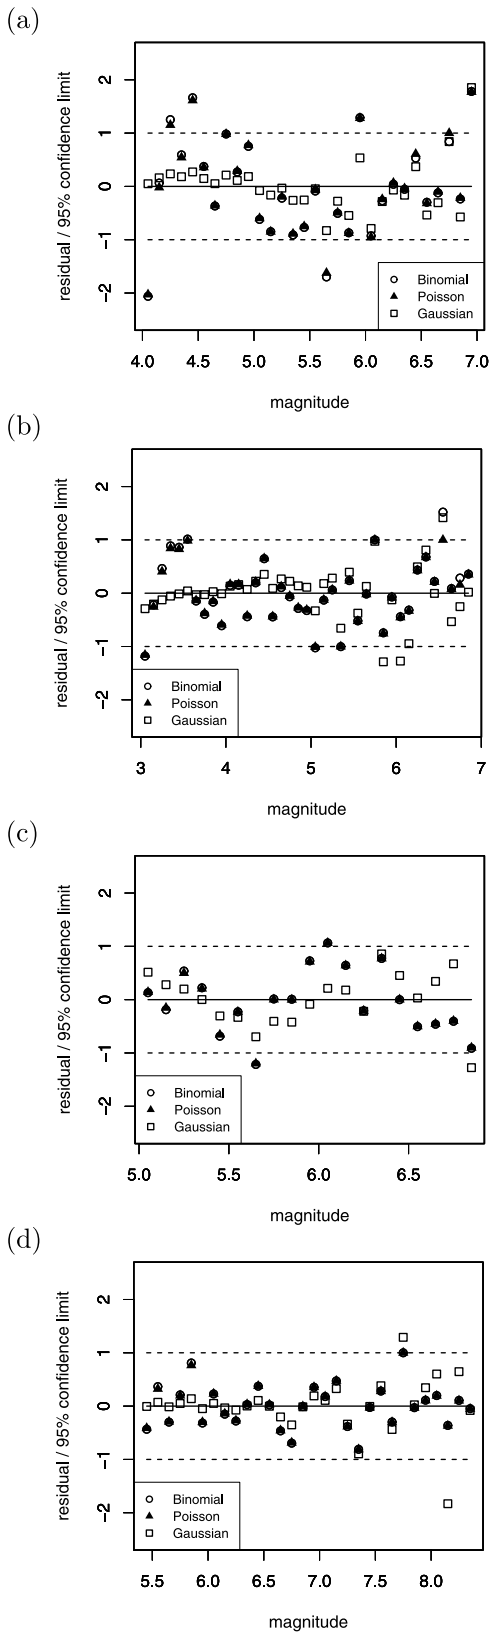 (a)
residual / 95% confidence limit
2
1
0
-1
-2
Binomial
Poisson
Gaussian
4.0 4.5 5.0 5.5 6.0 6.5 7.0
magnitude
(b)
residual / 95% confidence limit
2
1
0
-1
-2
Binomial
Poisson
Gaussian
3 4 5 6 7
magnitude
(c)
residual / 95% confidence limit
2
1
0
-1
-2
Binomial
Poisson
Gaussian
5.0 5.5 6.0 6.5
magnitude
(d)
residual / 95% confidence limit
2
1
0
-1
-2
Binomial
Poisson
Gaussian
5.5 6.0 6.5 7.0 7.5 8.0
magnitude